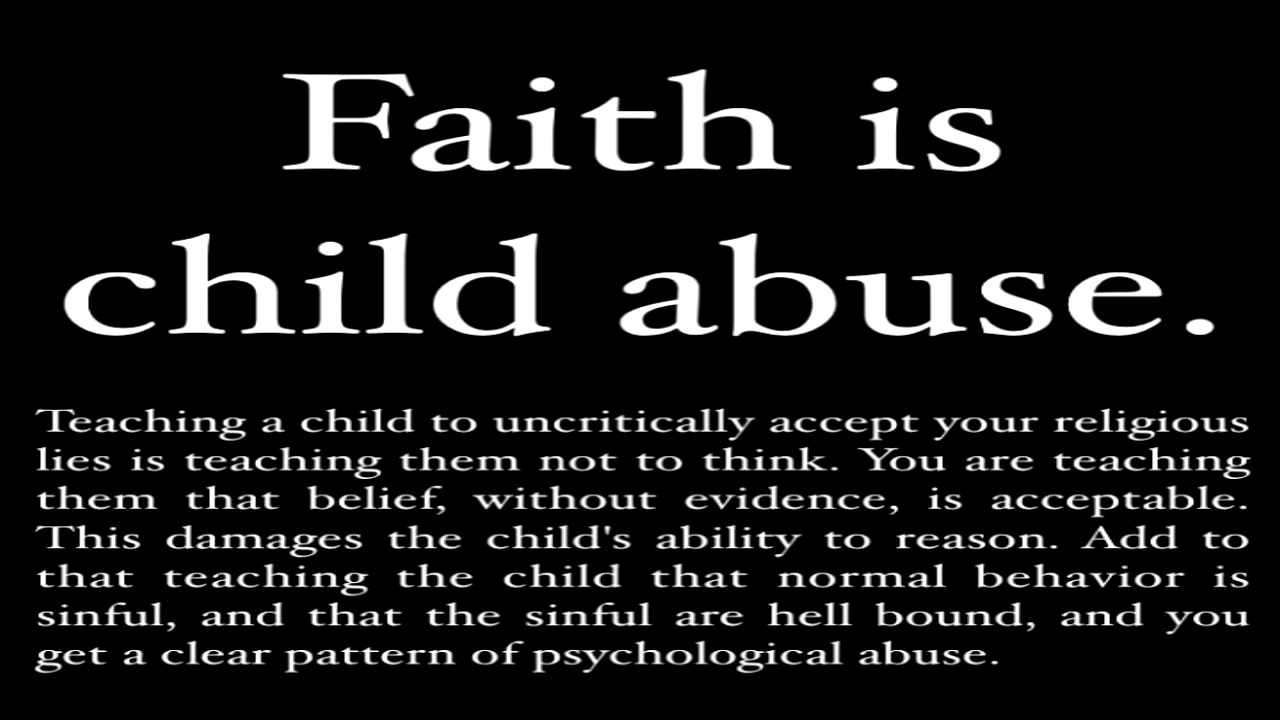 Faith is
child abuse.
Teaching a child to uncritically accept your religious
lies is teaching them not to think. You are teaching
them that belief, without evidence, is acceptable.
This damages the child's ability to reason. Add to
that teaching the child that normal behavior is
sinful, and that the sinful are hell bound, and you
get a clear pattern of psychological abuse.